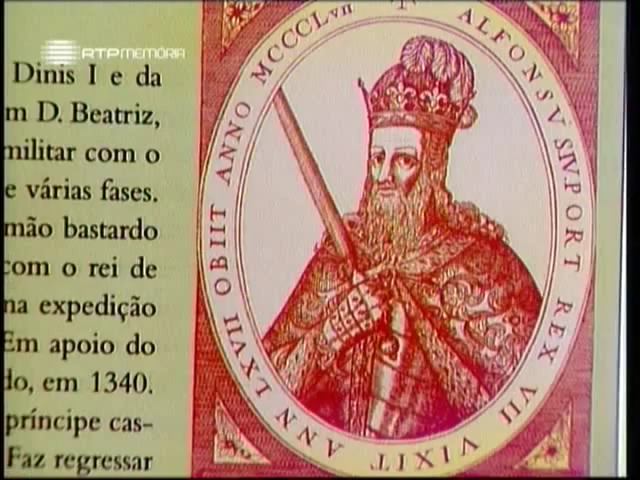 RTP MEMÓRIA
Dinis I e da
m D. Beatriz,
militar com o
e várias fases.
mão bastardo
com o rei de
na expedição
Em apoio do
do, em 1340.
príncipe cas-
Faz regressar
ALFONSV' SIVPORT REX VII VIXIT ANN LXVII OBIIT ANNO MCCCLVII